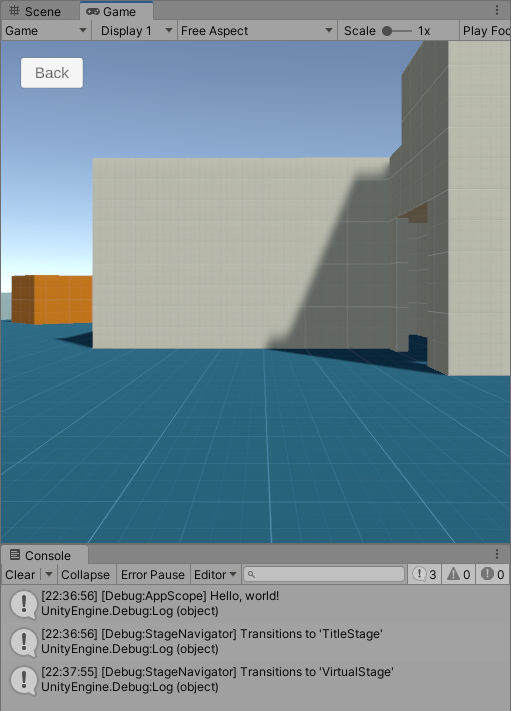 Scene
Game
Game
Display 1
Free Aspect
Scale
1x
Play Foc
Back
Console
Clear
Collapse
Error Pause
Editor
3
0
0
[22:36:56] [Debug:AppScope] Hello, world!
UnityEngine.Debug:Log (object)
[22:36:56] [Debug:StageNavigator] Transitions to 'TitleStage'
UnityEngine.Debug:Log (object)
[22:37:55] [Debug:StageNavigator] Transitions to 'VirtualStage'
UnityEngine.Debug:Log (object)